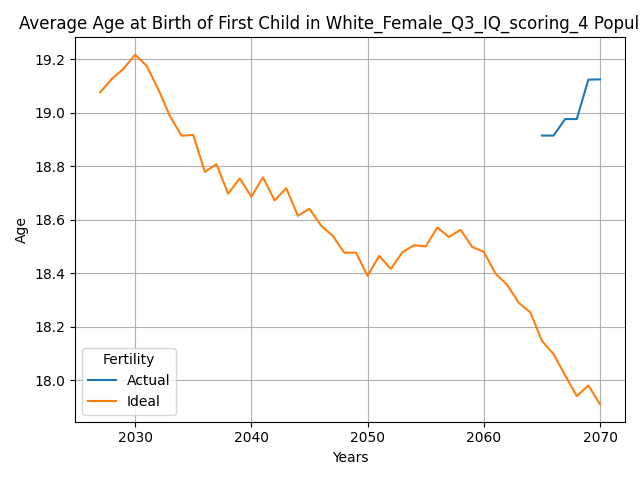 Average Age at Birth of First Child in White_Female_Q3_IQ_scoring_4 Popul
19.2
19.0
18.8
18.6
18.4
18.2
18.0
Age
Fertility
Actual
Ideal
2030 2040 2050 2060 2070
Years